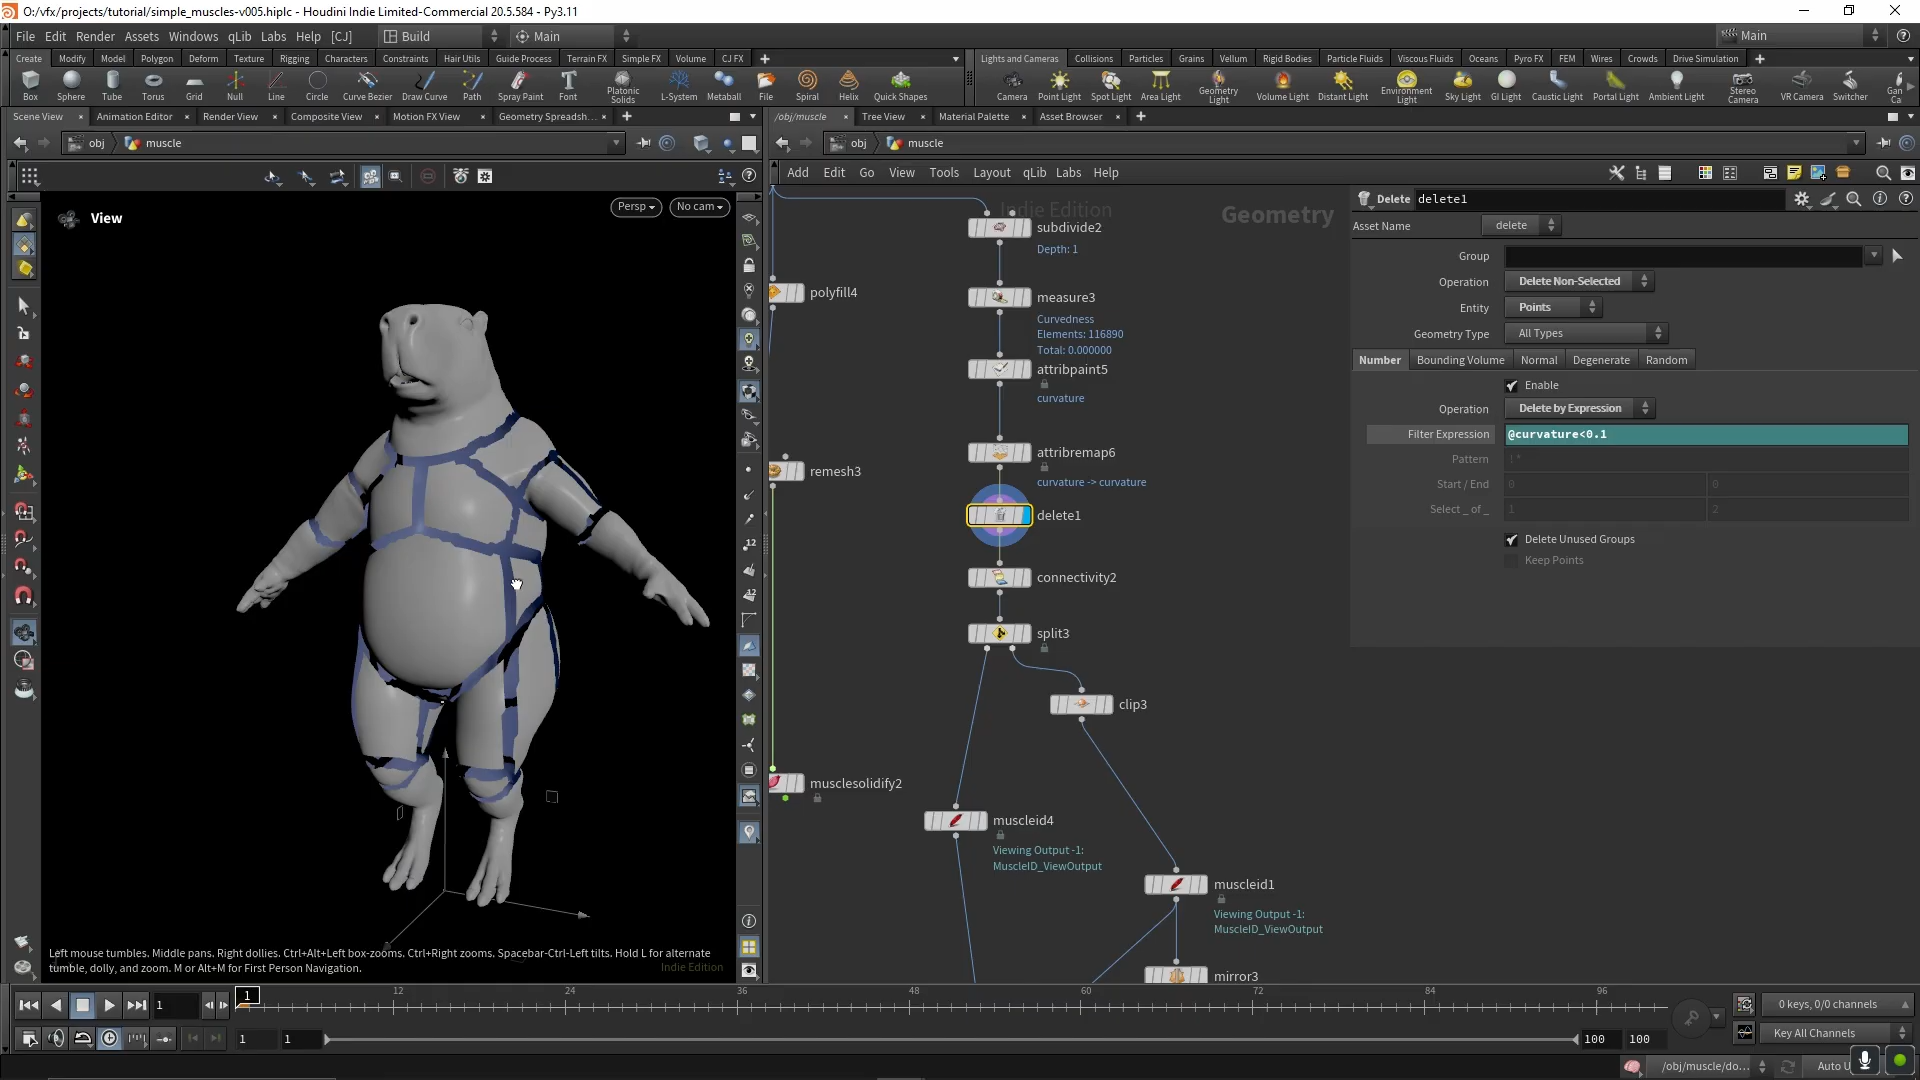 O:/vfx/projects/tutorial/simple_muscles-v005.hiplc - Houdini Indie Limited-Commercial 20.5.584 - Py3.11
File Edit Render Assets Windows qLib Labs Help [CJ] Build Main Main
Create Modify Model Polygon Deform Texture Rigging Characters Constraints Hair Utils Guide Process Terrain FX Simple FX Volume CJ FX
Lights and Cameras Collisions Particles Grains Vellum Rigid Bodies Particle Fluids Viscous Fluids Oceans Pyro FX FEM Wires Crowds Drive Simulation
Box Sphere Tube Torus Grid Null Line Circle Curve Bezier Draw Curve Path Spray Paint Font Platonic Solids L-System Metaball File Spiral Helix Quick Shapes
Camera Point Light Spot Light Area Light Geometry Light Volume Light Distant Light Environment Light Sky Light GI Light Caustic Light Portal Light Ambient Light Stereo Camera VR Camera Switcher Gan Ca
Scene View Animation Editor Render View Composite View Motion FX View Geometry Spreadsh...
/obj/muscle Tree View Material Palette Asset Browser
obj muscle
obj muscle
Add Edit Go View Tools Layout qLib Labs Help
View
Persp No cam
Indie Edition
Geometry
subdivide2
Depth: 1
polyfill4
measure3
Curvedness
Elements: 116890
Total: 0.000000
attribpaint5
curvature
attribremap6
curvature -> curvature
remesh3
delete1
connectivity2
split3
clip3
musclesolidify2
muscleid4
Viewing Output -1:
MuscleID_ViewOutput
muscleid1
Viewing Output -1:
MuscleID_ViewOutput
mirror3
Delete delete1
Asset Name delete
Group
Operation Delete Non-Selected
Entity Points
Geometry Type All Types
Number Bounding Volume Normal Degenerate Random
Enable
Operation Delete by Expression
Filter Expression @curvature<0.1
Pattern !*
Start / End 0 0
Select _ of _ 1 2
Delete Unused Groups
Keep Points
12
12
Left mouse tumbles. Middle pans. Right dollies. Ctrl+Alt+Left box-zooms. Ctrl+Right zooms. Spacebar-Ctrl-Left tilts. Hold L for alternate
tumble, dolly, and zoom. M or Alt+M for First Person Navigation.
Indie Edition
1 1 12 24 36 48 60 72 84 96
0 keys, 0/0 channels
1 1 100 100
Key All Channels
/obj/muscle/do... Auto U